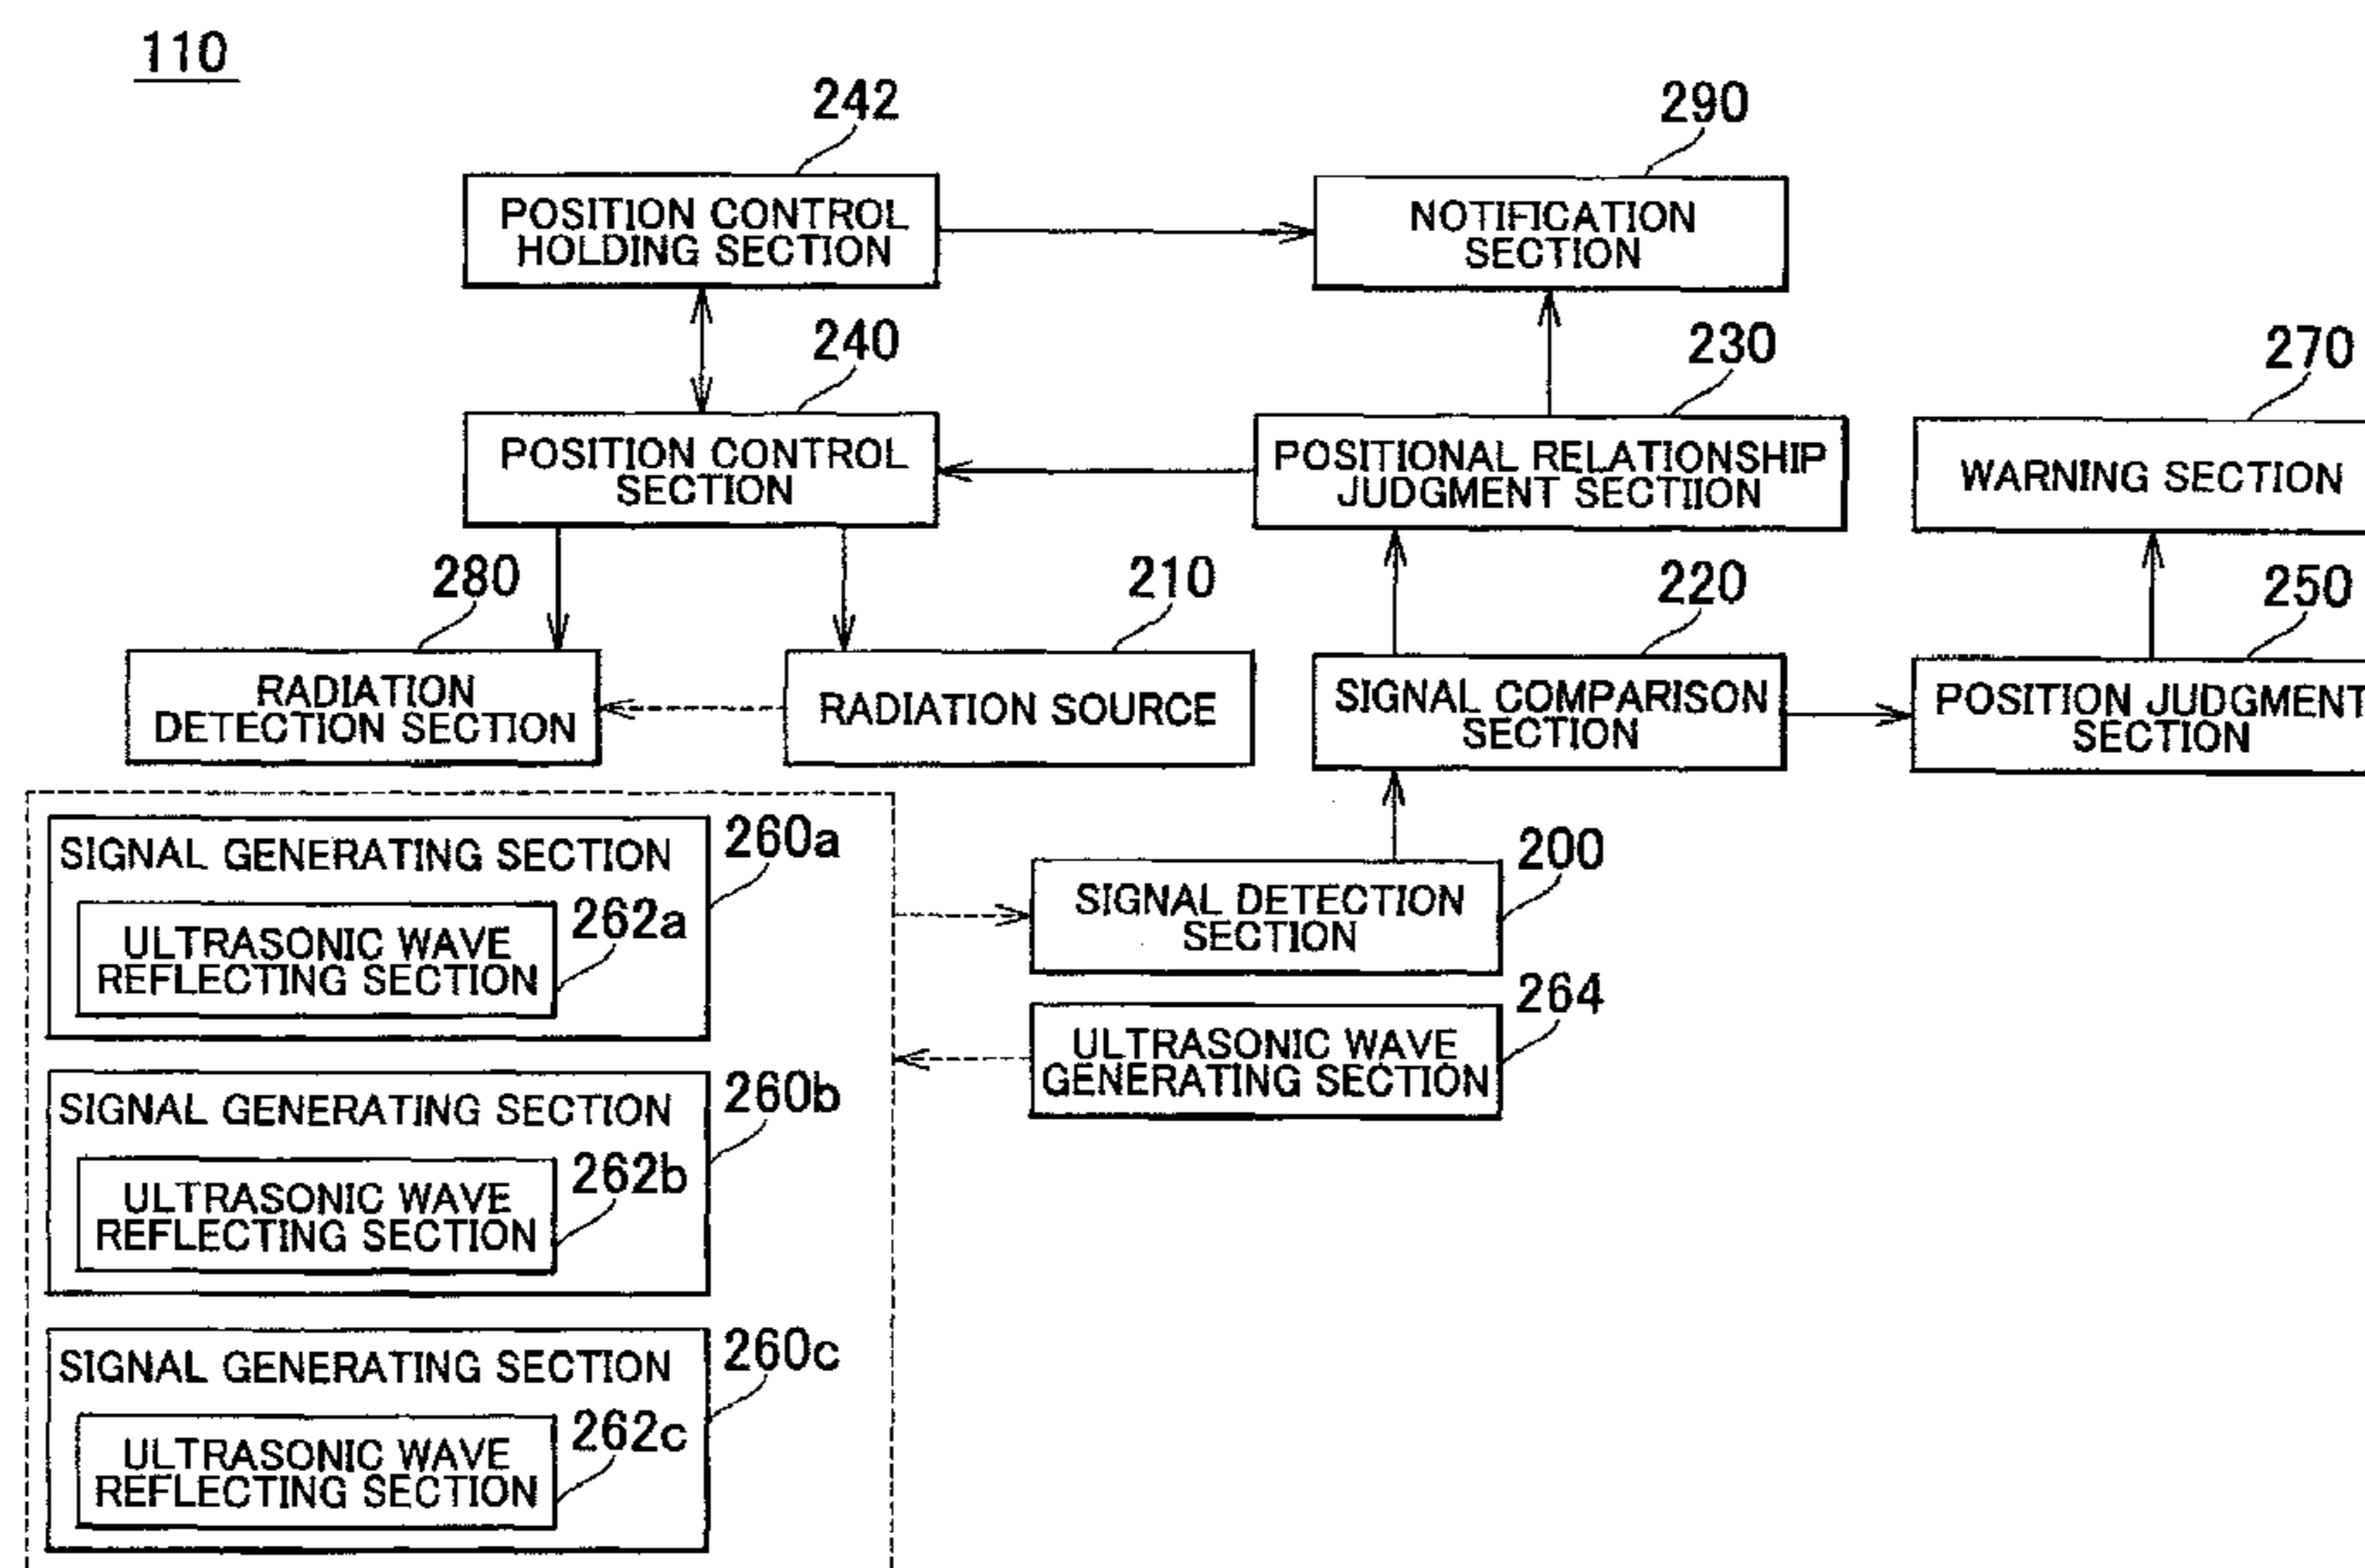 110
242
290
POSITION CONTROL
HOLDING SECTION
NOTIFICATION
SECTION
240
230
270
POSITION CONTROL
SECTION
POSITIONAL RELATIONSHIP
JUDGMENT SECTIION
WARNING SECTION
280
210
220
250
RADIATION
DETECTION SECTION
RADIATION SOURCE
SIGNAL COMPARISON
SECTION
POSITION JUDGMENT
SECTION
SIGNAL GENERATING SECTION
260a
ULTRASONIC WAVE
REFLECTING SECTION
262a
200
SIGNAL DETECTION
SECTION
264
ULTRASONIC WAVE
GENERATING SECTION
SIGNAL GENERATING SECTION
260b
ULTRASONIC WAVE
REFLECTING SECTION
262b
SIGNAL GENERATING SECTION
260c
ULTRASONIC WAVE
REFLECTING SECTION
262c